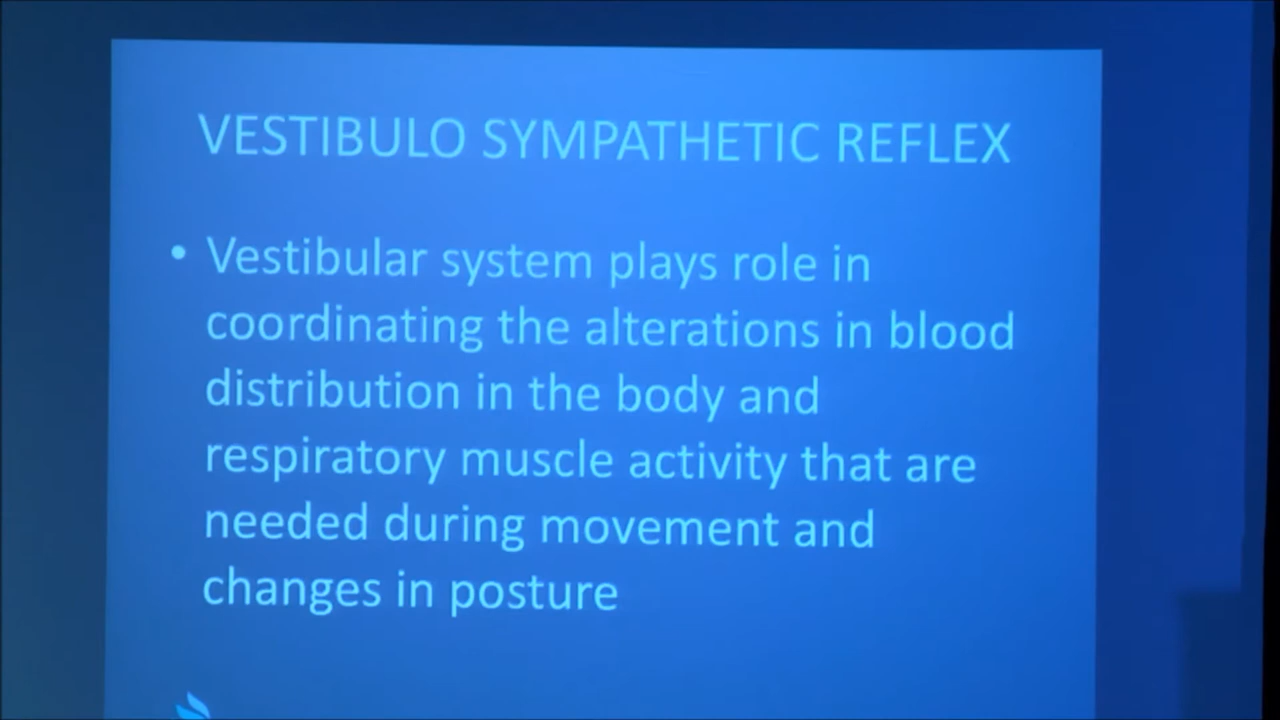 VESTIBULO SYMPATHETIC REFLEX
• Vestibular system plays role in
coordinating the alterations in blood
distribution in the body and
respiratory muscle activity that are
needed during movement and
changes in posture